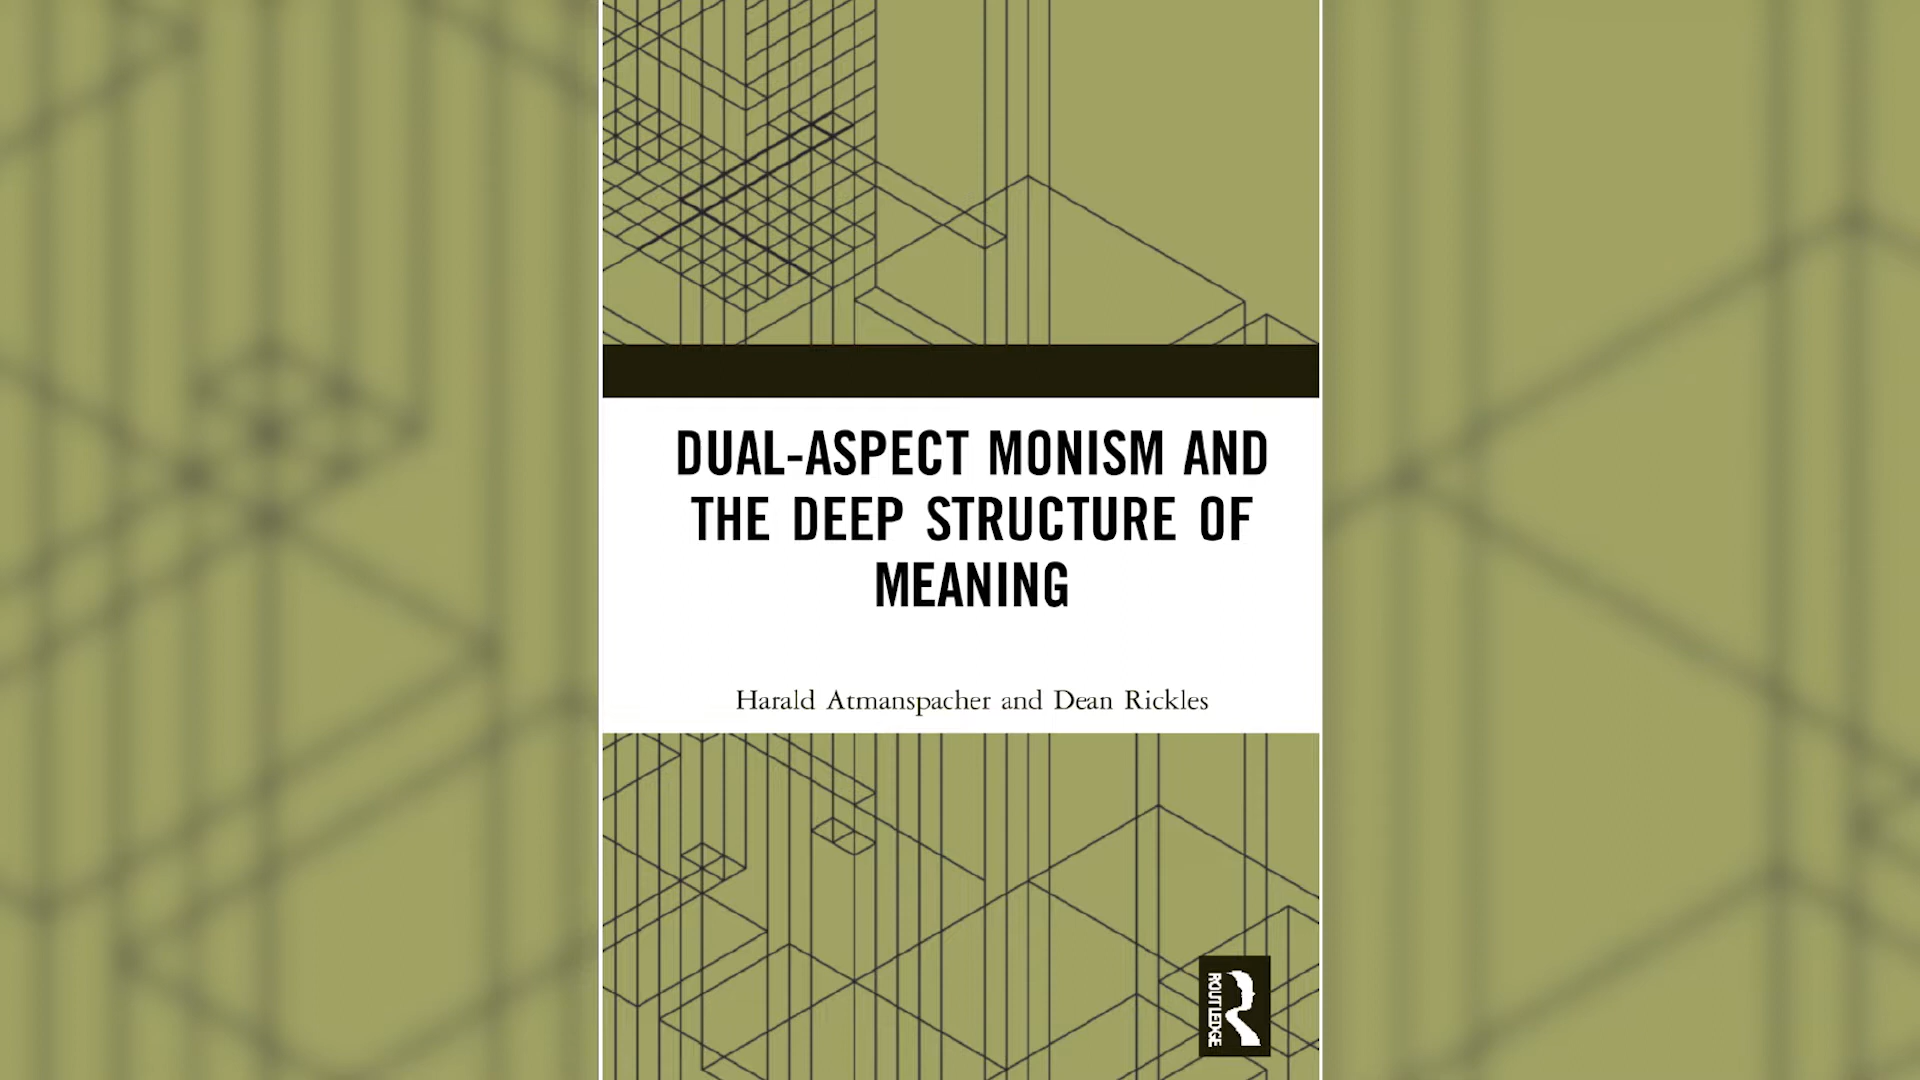 DUAL-ASPECT MONISM AND
THE DEEP STRUCTURE OF
MEANING
Harald Atmanspacher and Dean Rickles
ROUTLEDGE